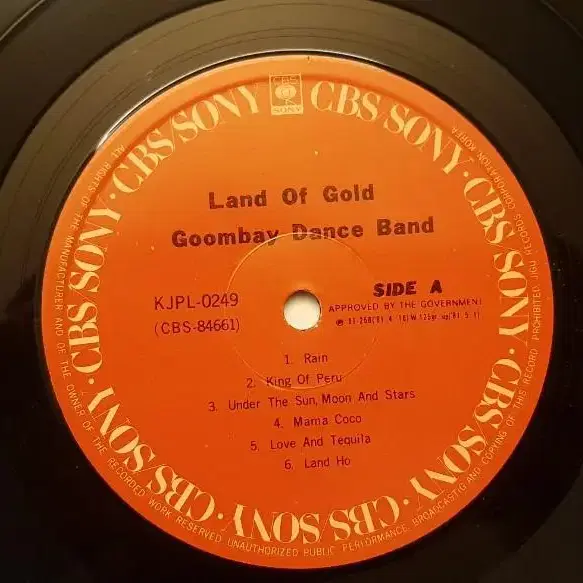 CBS
SONY
CBS/SONY · CBS/SONY · CBS/SONY · CBS/SONY · CBS/SONY · CBS/SONY · CBS/SONY
Land Of Gold
Goombay Dance Band
KJPL-0249
(CBS-84661)
SIDE A
APPROVED BY THE GOVERNMENT
1. Rain
2. King Of Peru
3. Under The Sun, Moon And Stars
4. Mama Coco
5. Love And Tequila
6. Land Ho
ALL RIGHTS OF THE MANUFACTURER AND OF THE OWNER OF THE RECORDED WORK RESERVED UNAUTHORIZED PUBLIC PERFORMANCE, BROADCASTIG AND COPYING OF THIS RECORD PROHIBITED, JIGU RECORDS CORPORATION KOREA